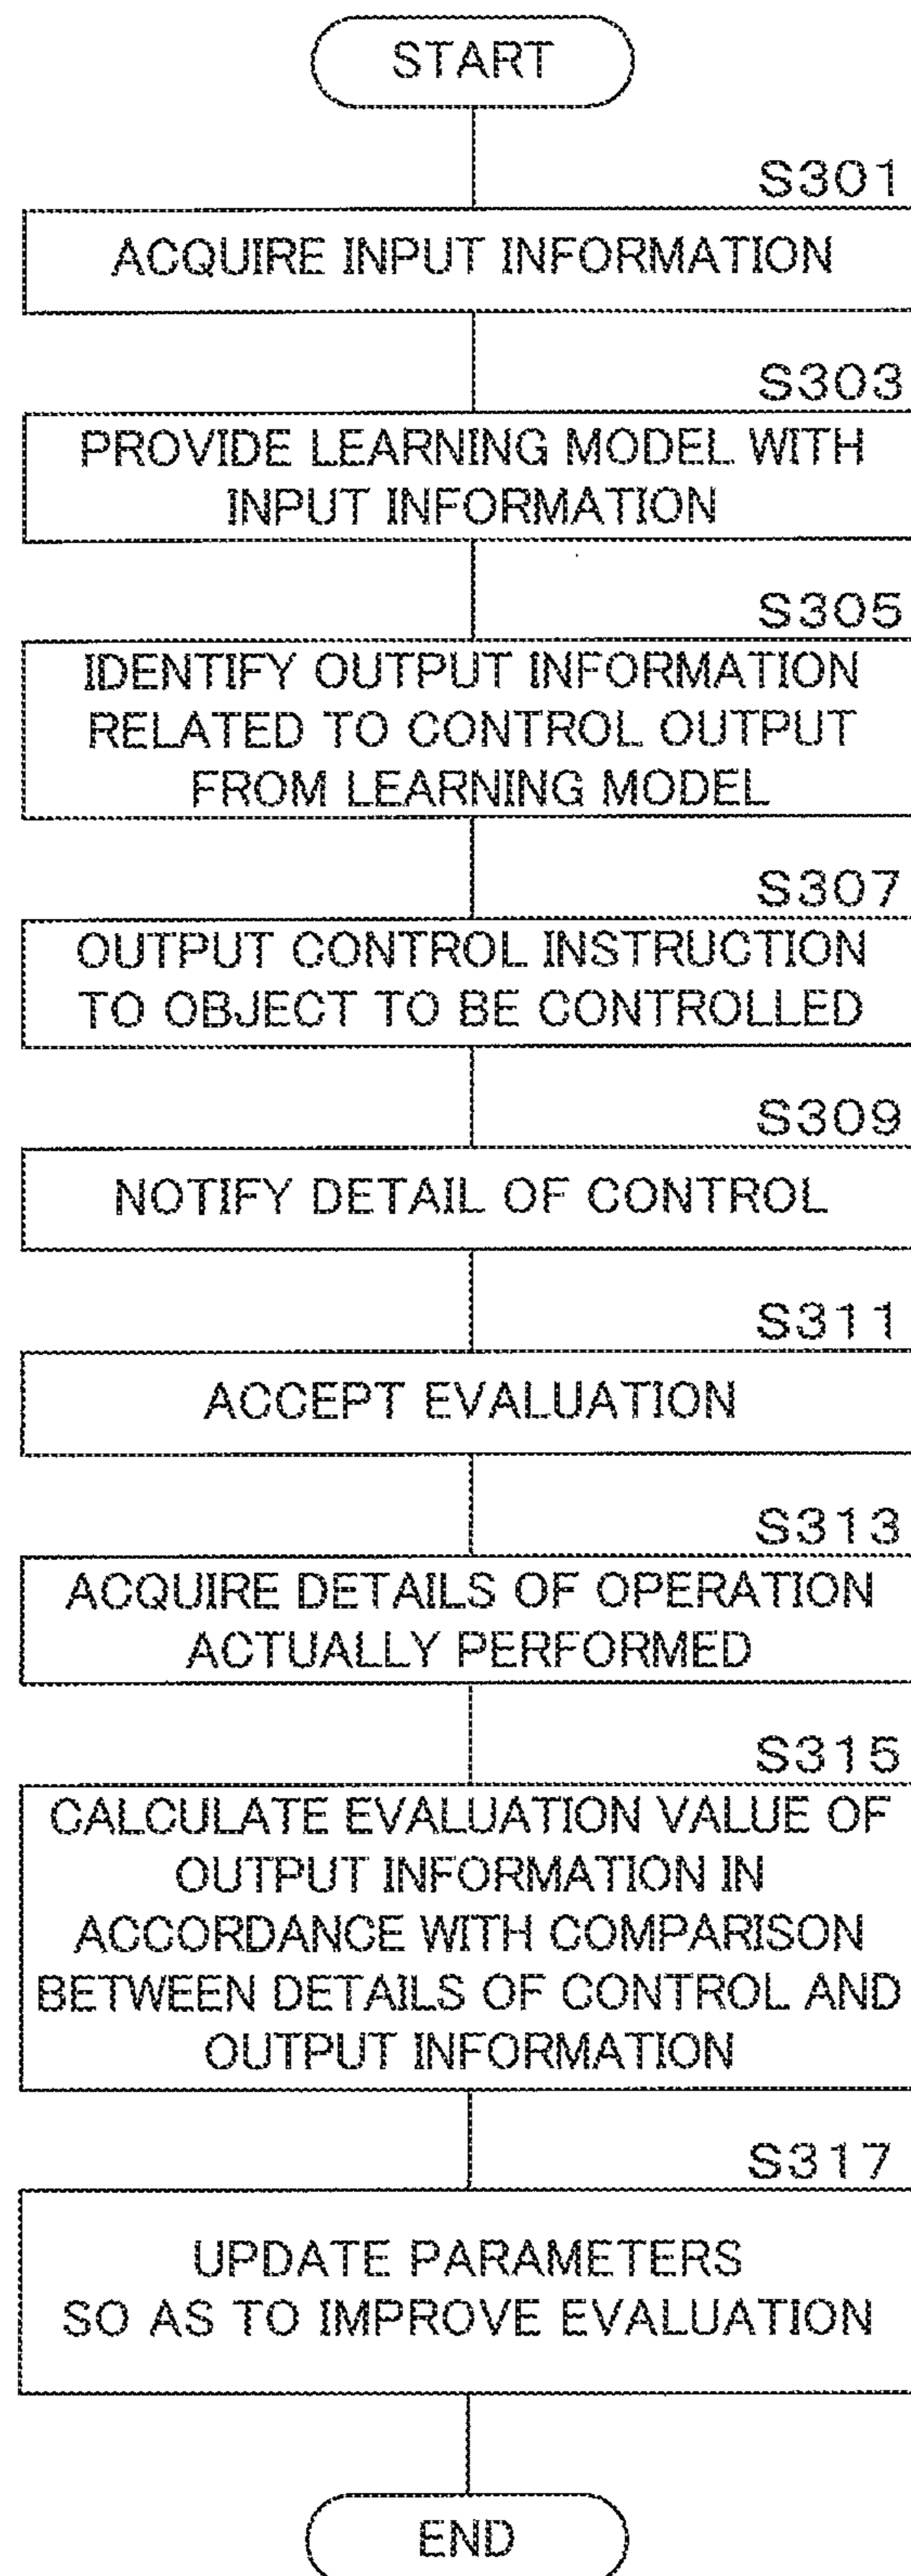 START
S301
ACQUIRE INPUT INFORMATION
S303
PROVIDE LEARNING MODEL WITH
INPUT INFORMATION
S305
IDENTIFY OUTPUT INFORMATION
RELATED TO CONTROL OUTPUT
FROM LEARNING MODEL
S307
OUTPUT CONTROL INSTRUCTION
TO OBJECT TO BE CONTROLLED
S309
NOTIFY DETAIL OF CONTROL
S311
ACCEPT EVALUATION
S313
ACQUIRE DETAILS OF OPERATION
ACTUALLY PERFORMED
S315
CALCULATE EVALUATION VALUE OF
OUTPUT INFORMATION IN
ACCORDANCE WITH COMPARISON
BETWEEN DETAILS OF CONTROL AND
OUTPUT INFORMATION
S317
UPDATE PARAMETERS
SO AS TO IMPROVE EVALUATION
END